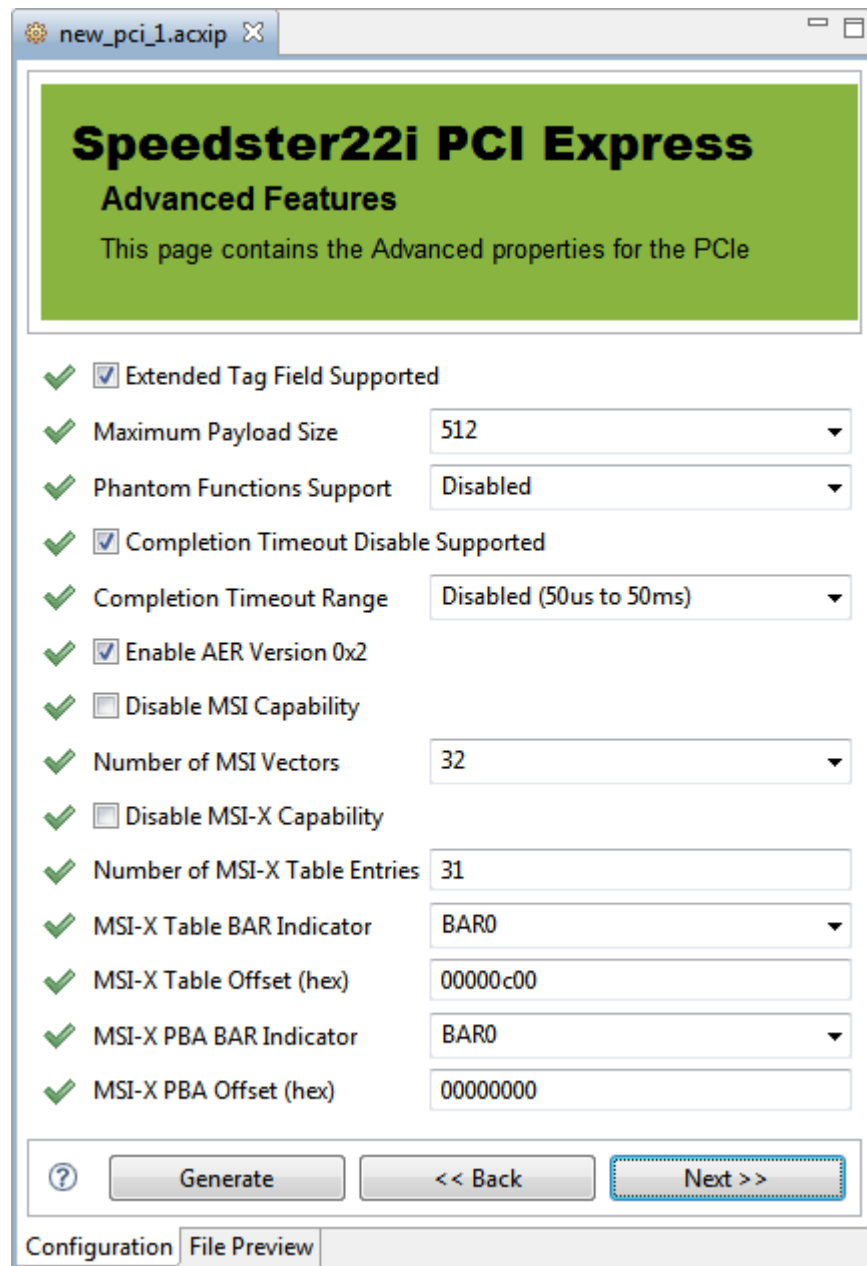 new_pci_1.acxip
Speedster22i PCI Express
Advanced Features
This page contains the Advanced properties for the PCIe
Extended Tag Field Supported
Maximum Payload Size 512
Phantom Functions Support Disabled
Completion Timeout Disable Supported
Completion Timeout Range Disabled (50us to 50ms)
Enable AER Version 0x2
Disable MSI Capability
Number of MSI Vectors 32
Disable MSI-X Capability
Number of MSI-X Table Entries 31
MSI-X Table BAR Indicator BAR0
MSI-X Table Offset (hex) 00000c00
MSI-X PBA BAR Indicator BAR0
MSI-X PBA Offset (hex) 00000000
? Generate << Back Next >>
Configuration File Preview